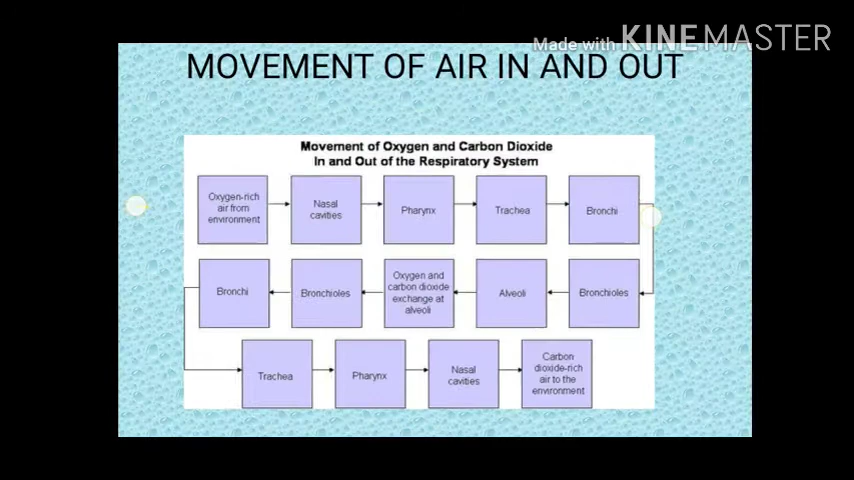 Made with KINEMASTER
MOVEMENT OF AIR IN AND OUT
Movement of Oxygen and Carbon Dioxide
In and Out of the Respiratory System
Oxygen-rich
air from
environment
Nasal
cavities
Pharynx
Trachea
Bronchi
Bronchioles
Alveoli
Oxygen and
carbon dioxide
exchange at
alveoli
Bronchioles
Bronchi
Trachea
Pharynx
Nasal
cavities
Carbon
dioxide-rich
air to the
environment